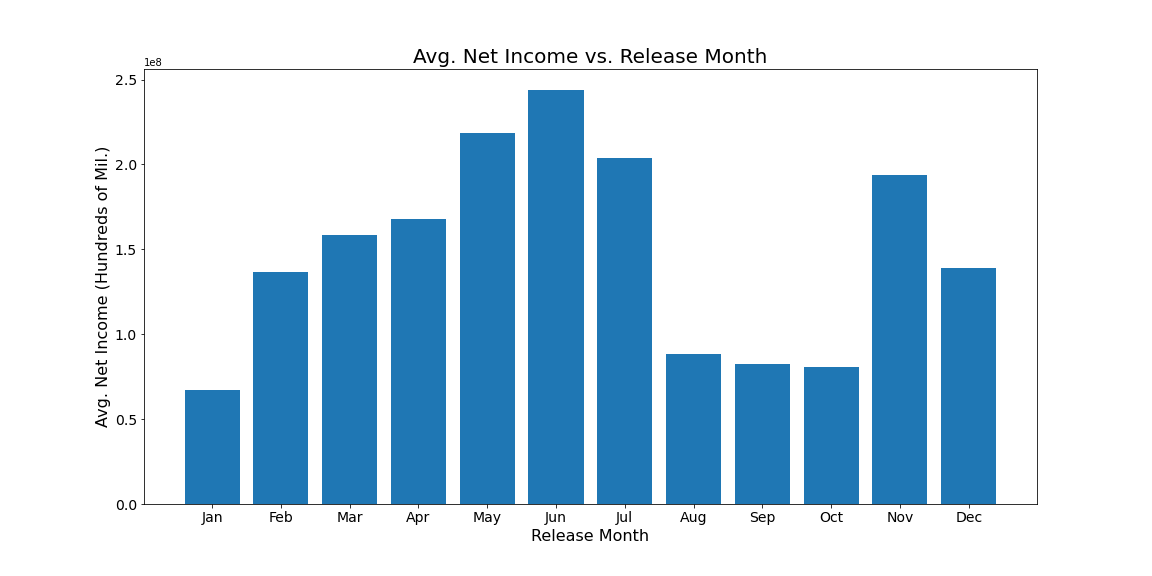 Avg. Net Income vs. Release Month
1e8
2.5
2.0
1.5
1.0
0.5
0.0
Avg. Net Income (Hundreds of Mil.)
Jan Feb Mar Apr May Jun Jul Aug Sep Oct Nov Dec
Release Month